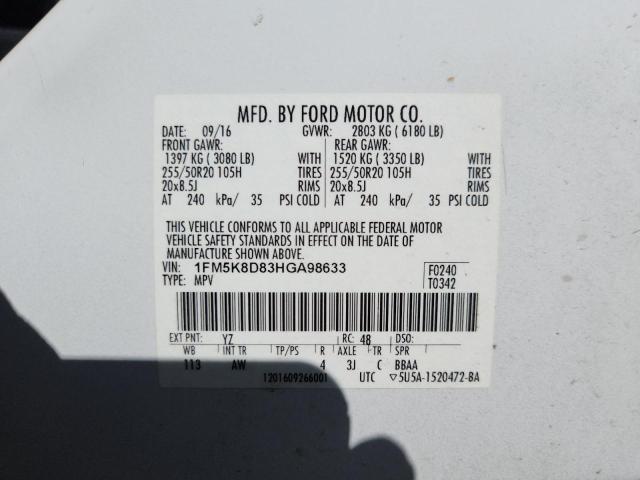 MFD. BY FORD MOTOR CO.
DATE: 09/16 GVWR: 2803 KG ( 6180 LB)
FRONT GAWR: REAR GAWR:
1397 KG ( 3080 LB) WITH 1520 KG ( 3350 LB) WITH
255/50R20 105H TIRES 255/50R20 105H TIRES
20x8.5J RIMS 20x8.5J RIMS
AT 240 kPa/ 35 PSI COLD AT 240 kPa/ 35 PSI COLD
THIS VEHICLE CONFORMS TO ALL APPLICABLE FEDERAL MOTOR
VEHICLE SAFETY STANDARDS IN EFFECT ON THE DATE OF
MANUFACTURE SHOWN ABOVE.
VIN: 1FM5K8D83HGA98633 F0240
TYPE: MPV T0342
EXT PNT: YZ RC: 48 DSO:
WB INT TR TP/PS R AXLE TR SPR
113 AW 4 3J C BBAA
1201609266001 UTC ▽5U5A-1520472-BA